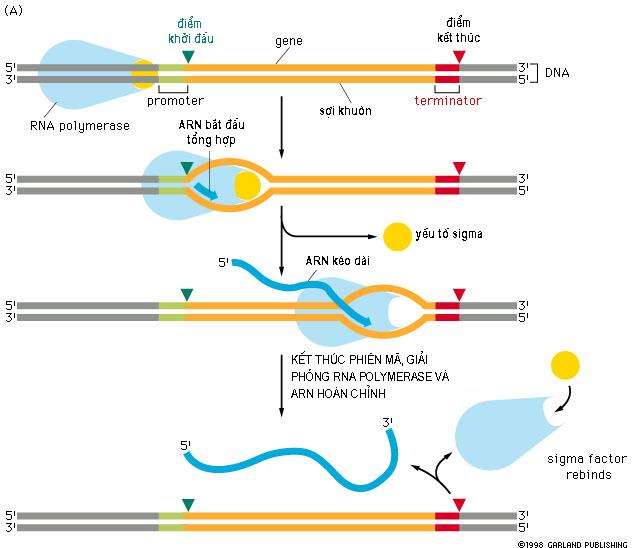 (A)
điểm
khởi đầu
gene
điểm
kết thúc
5'
3'
3'
5'
DNA
promoter
sợi khuôn
terminator
RNA polymerase
ARN bắt đầu
tổng hợp
5'
3'
3'
5'
yếu tố sigma
5'
ARN kéo dài
5'
3'
3'
5'
KẾT THÚC PHIÊN MÃ, GIẢI
PHÓNG RNA POLYMERASE VÀ
ARN HOÀN CHỈNH
5'
3'
sigma factor
rebinds
5'
3'
3'
5'
©1998 GARLAND PUBLISHING